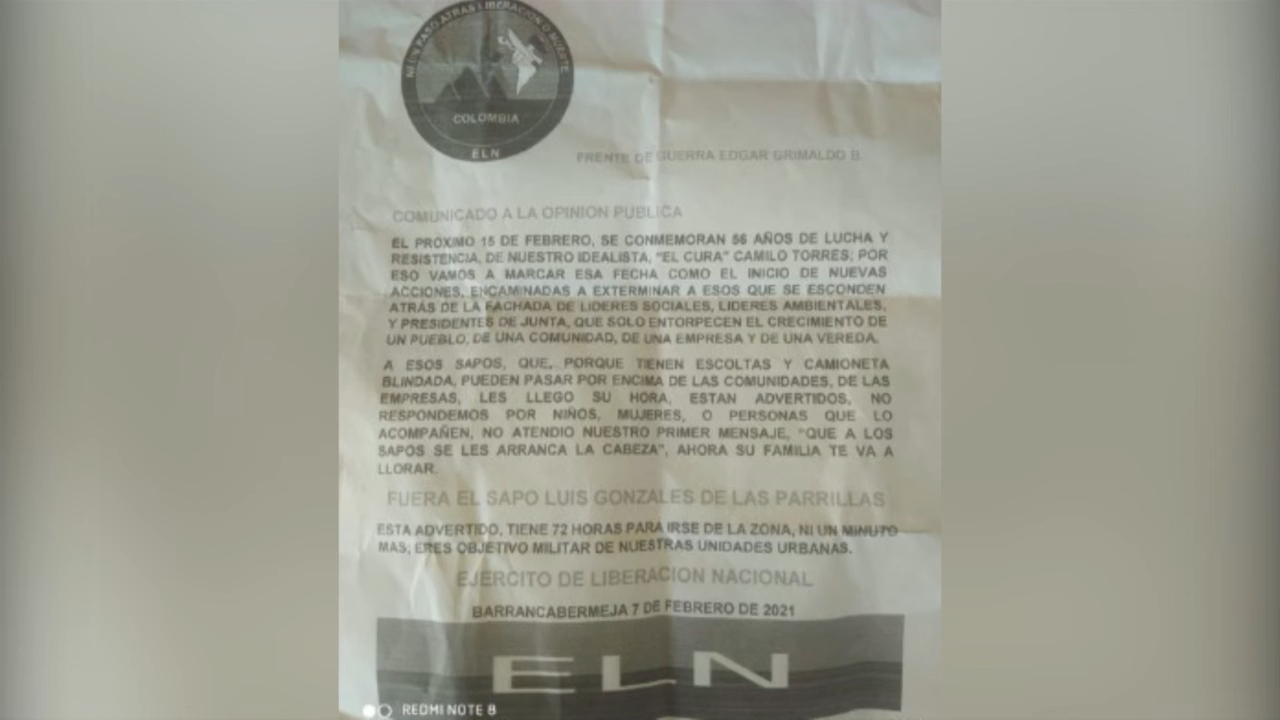 NI UN PASO ATRAS LIBERACION O MUERTE
COLOMBIA
ELN
FRENTE DE GUERRA EDGAR GRIMALDO B.
COMUNICADO A LA OPINION PUBLICA
EL PROXIMO 15 DE FEBRERO, SE CONMEMORAN 56 AÑOS DE LUCHA Y
RESISTENCIA, DE NUESTRO IDEALISTA, "EL CURA" CAMILO TORRES; POR
ESO VAMOS A MARCAR ESA FECHA COMO EL INICIO DE NUEVAS
ACCIONES, ENCAMINADAS A EXTERMINAR A ESOS QUE SE ESCONDEN
ATRÁS DE LA FACHADA DE LIDERES SOCIALES, LIDERES AMBIENTALES,
Y PRESIDENTES DE JUNTA, QUE SOLO ENTORPECEN EL CRECIMIENTO DE
UN PUEBLO, DE UNA COMUNIDAD, DE UNA EMPRESA Y DE UNA VEREDA.
A ESOS SAPOS, QUE, PORQUE TIENEN ESCOLTAS Y CAMIONETA
BLINDADA, PUEDEN PASAR POR ENCIMA DE LAS COMUNIDADES, DE LAS
EMPRESAS, LES LLEGO SU HORA, ESTAN ADVERTIDOS, NO
RESPONDEMOS POR NIÑOS, MUJERES, O PERSONAS QUE LO
ACOMPAÑEN, NO ATENDIO NUESTRO PRIMER MENSAJE, "QUE A LOS
SAPOS SE LES ARRANCA LA CABEZA", AHORA SU FAMILIA TE VA A
LLORAR.
FUERA EL SAPO LUIS GONZALES DE LAS PARRILLAS
ESTA ADVERTIDO, TIENE 72 HORAS PARA IRSE DE LA ZONA, NI UN MINUTO
MAS, ERES OBJETIVO MILITAR DE NUESTRAS UNIDADES URBANAS.
EJERCITO DE LIBERACION NACIONAL
BARRANCABERMEJA 7 DE FEBRERO DE 2021
ELN
REDMI NOTE 8